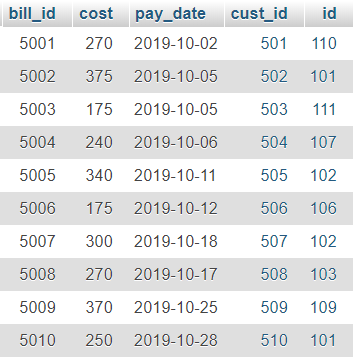 bill_id cost pay_date cust_id id
5001 270 2019-10-02 501 110
5002 375 2019-10-05 502 101
5003 175 2019-10-05 503 111
5004 240 2019-10-06 504 107
5005 340 2019-10-11 505 102
5006 175 2019-10-12 506 106
5007 300 2019-10-18 507 102
5008 270 2019-10-17 508 103
5009 370 2019-10-25 509 109
5010 250 2019-10-28 510 101